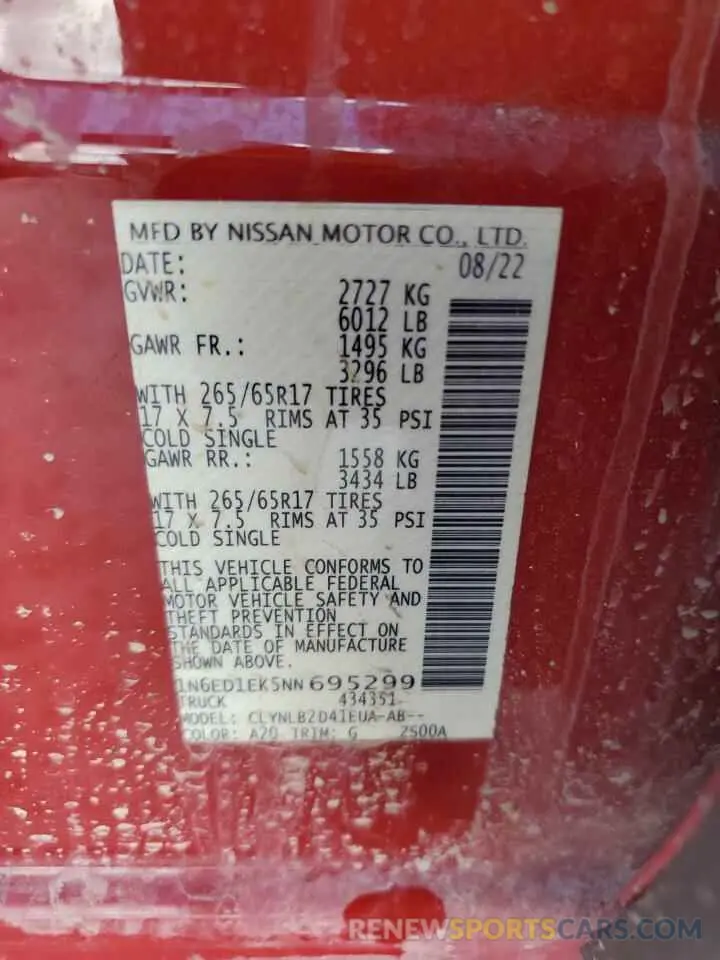 MFD BY NISSAN MOTOR CO., LTD.
DATE: 08/22
GVWR: 2727 KG
6012 LB
GAWR FR.: 1495 KG
3296 LB
WITH 265/65R17 TIRES
17 X 7.5 RIMS AT 35 PSI
COLD SINGLE
GAWR RR.: 1558 KG
3434 LB
WITH 265/65R17 TIRES
17 X 7.5 RIMS AT 35 PSI
COLD SINGLE
THIS VEHICLE CONFORMS TO
ALL APPLICABLE FEDERAL
MOTOR VEHICLE SAFETY AND
THEFT PREVENTION
STANDARDS IN EFFECT ON
THE DATE OF MANUFACTURE
SHOWN ABOVE.
1N6ED1EK5NN695299
TRUCK 434351
MODEL: CLYNLB2D41EUA-AB--
COLOR: A20 TRIM: G 2S00A
RENEWSPORTSCARS.COM